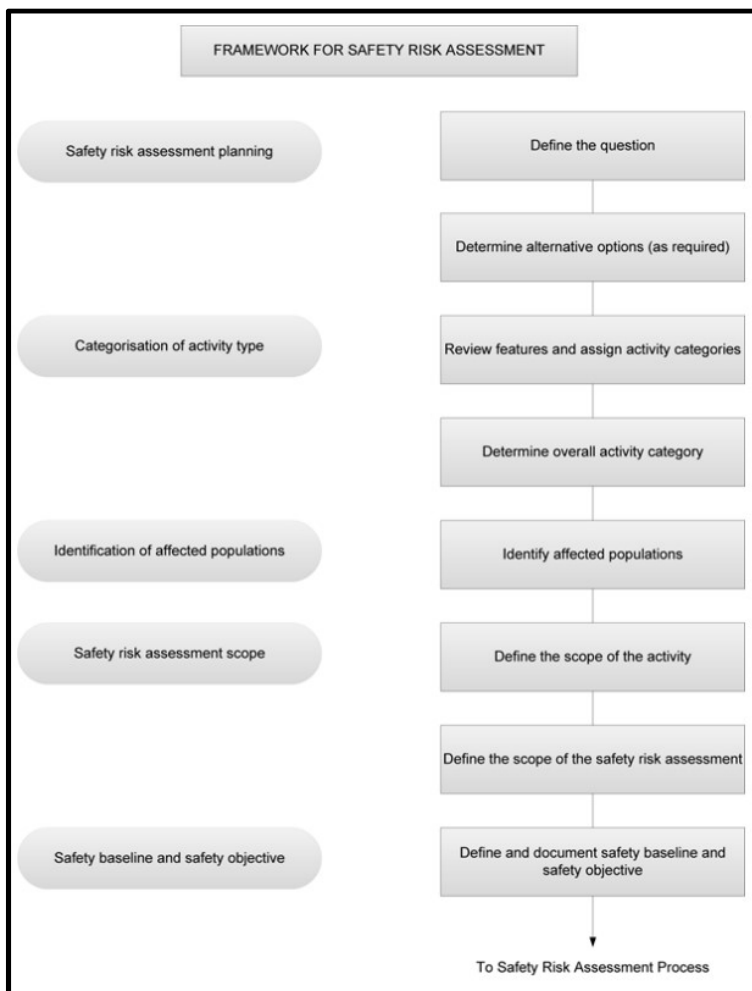 FRAMEWORK FOR SAFETY RISK ASSESSMENT
Safety risk assessment planning
Define the question
Determine alternative options (as required)
Categorisation of activity type
Review features and assign activity categories
Determine overall activity category
Identification of affected populations
Identify affected populations
Safety risk assessment scope
Define the scope of the activity
Define the scope of the safety risk assessment
Safety baseline and safety objective
Define and document safety baseline and
safety objective
To Safety Risk Assessment Process